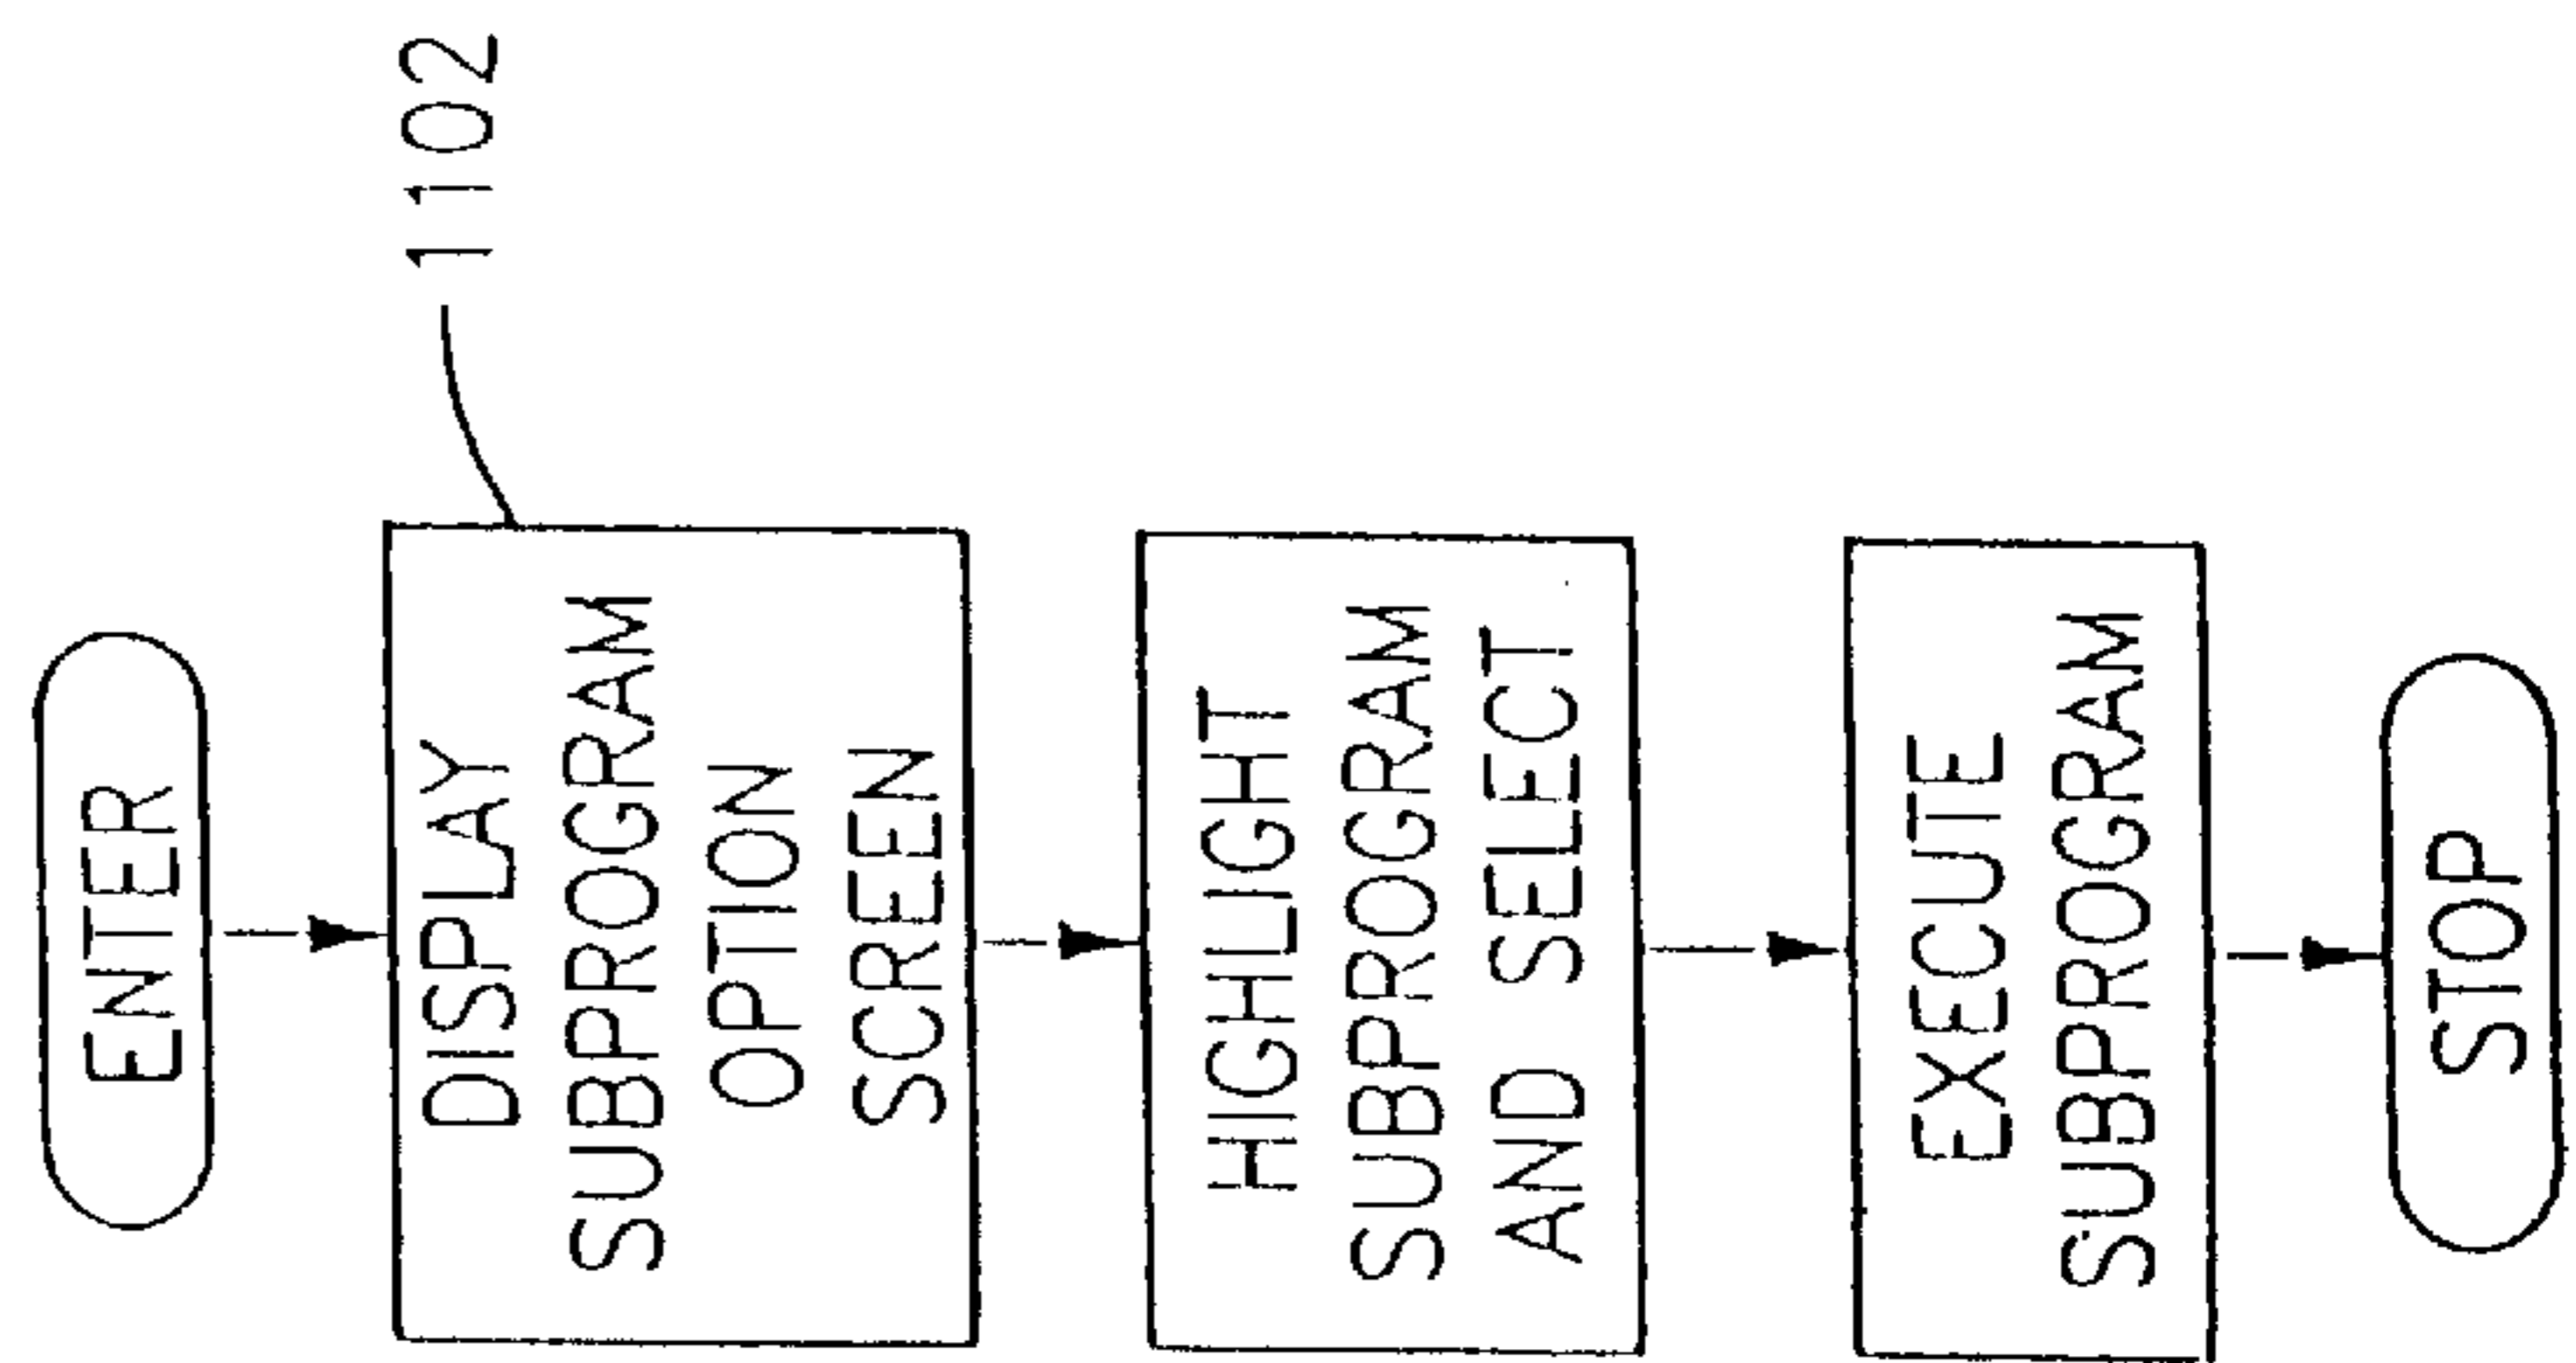 ENTER
DISPLAY
SUBPROGRAM
OPTION
SCREEN
1102
HIGHLIGHT
SUBPROGRAM
AND SELECT
EXECUTE
SUBPROGRAM
STOP